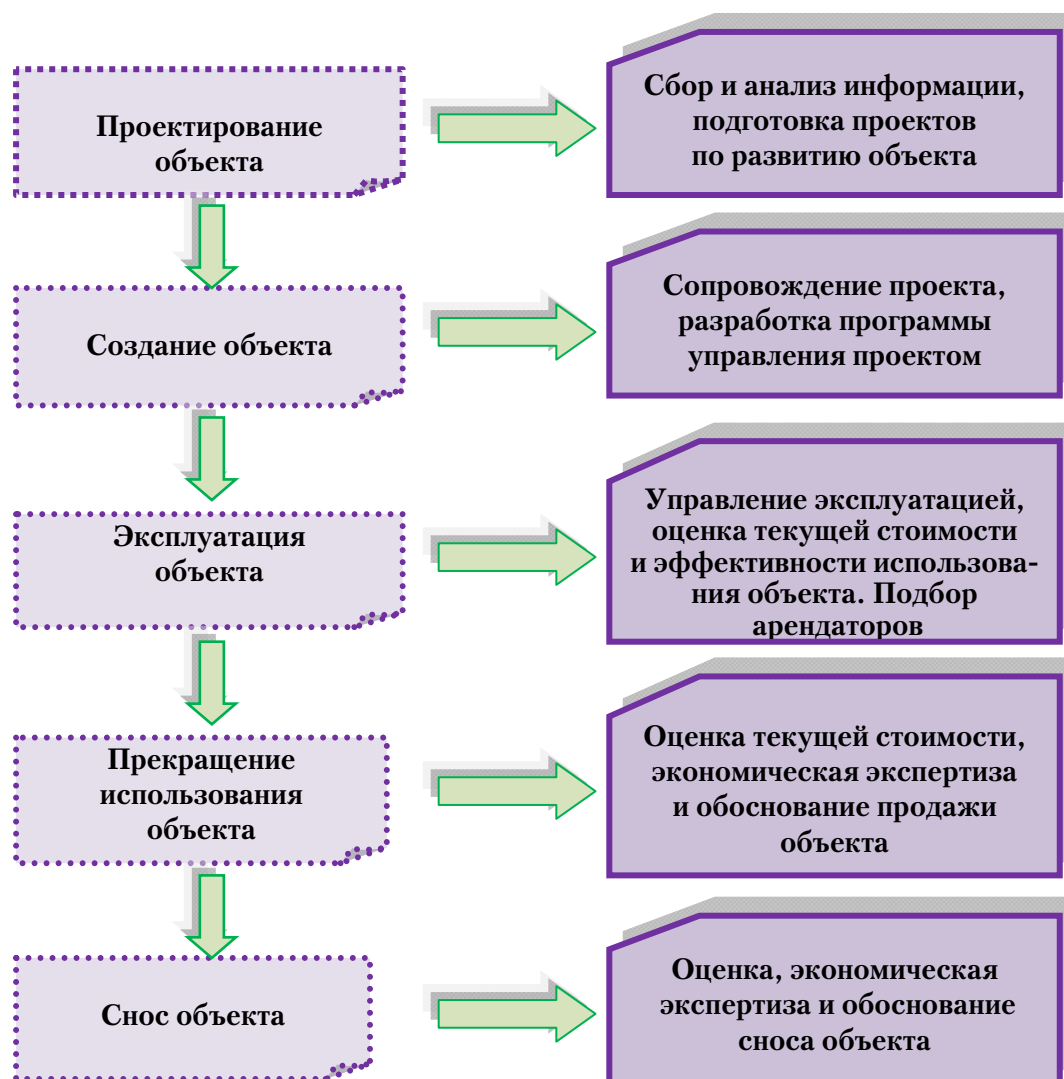 Проектирование
объекта
Сбор и анализ информации,
подготовка проектов
по развитию объекта
Создание объекта
Сопровождение проекта,
разработка программы
управления проектом
Эксплуатация
объекта
Управление эксплуатацией,
оценка текущей стоимости
и эффективности использова-
ния объекта. Подбор
арендаторов
Прекращение
использования
объекта
Оценка текущей стоимости,
экономическая экспертиза
и обоснование продажи
объекта
Снос объекта
Оценка, экономическая
экспертиза и обоснование
сноса объекта